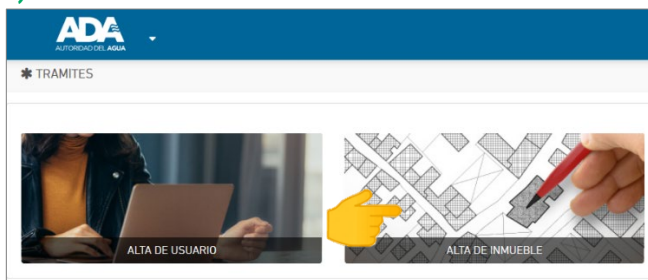 ADA
AUTORIDAD DEL AGUA
✱ TRAMITES
ALTA DE USUARIO
ALTA DE INMUEBLE